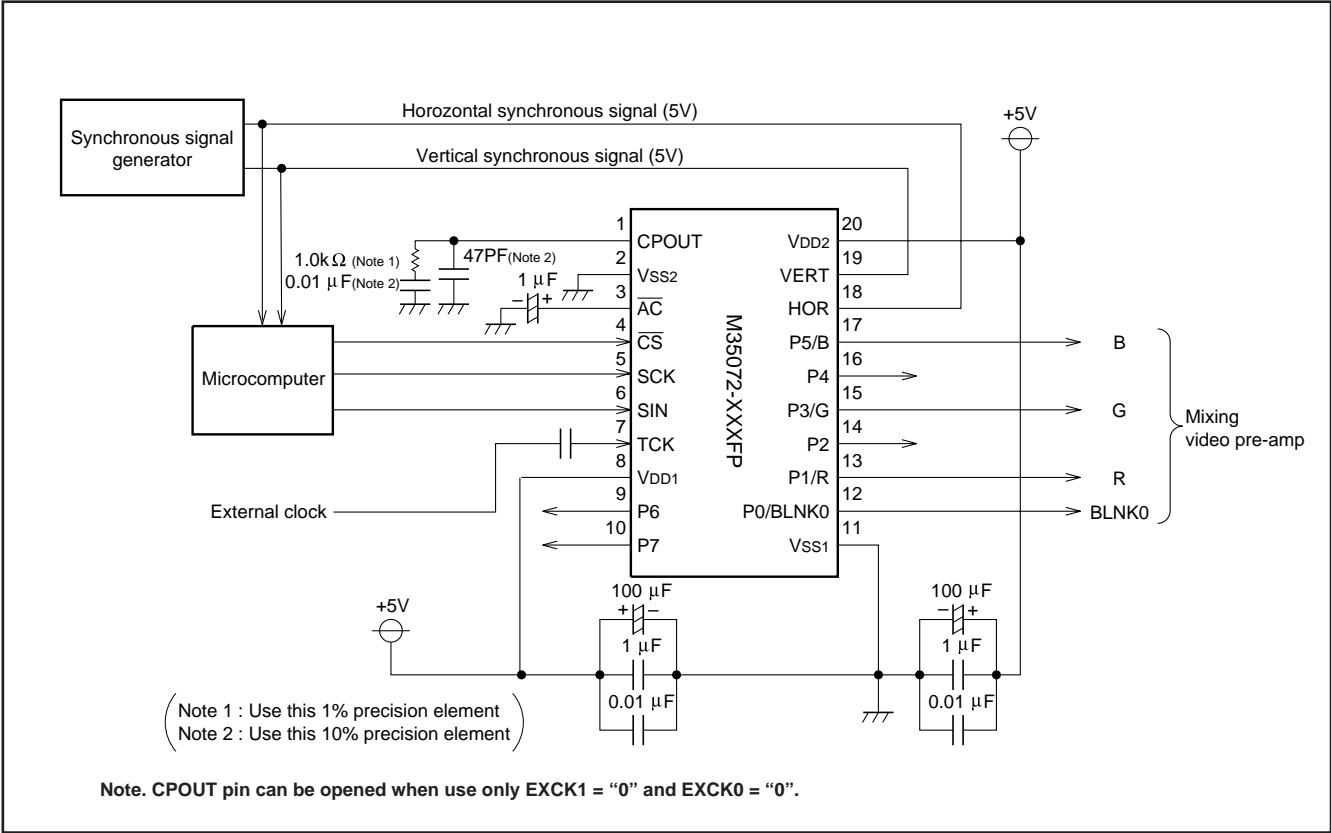 Horozontal synchronous signal (5V)
+5V
Synchronous signal
generator
Vertical synchronous signal (5V)
1 CPOUT
2 VSS2
3 AC
4 CS
5 SCK
6 SIN
7 TCK
8 VDD1
9 P6
10 P7
1.0kΩ (Note 1)
0.01 μF(Note 2)
47PF(Note 2)
1 μF
– +
Microcomputer
External clock
M35072-XXXFP
20 VDD2
19 VERT
18 HOR
17 P5/B
16 P4
15 P3/G
14 P2
13 P1/R
12 P0/BLNK0
11 VSS1
B
G
R
BLNK0
Mixing
video pre-amp
+5V
100 μF
+ –
1 μF
0.01 μF
100 μF
– +
1 μF
0.01 μF
Note 1 : Use this 1% precision element
Note 2 : Use this 10% precision element
Note. CPOUT pin can be opened when use only EXCK1 = “0” and EXCK0 = “0”.